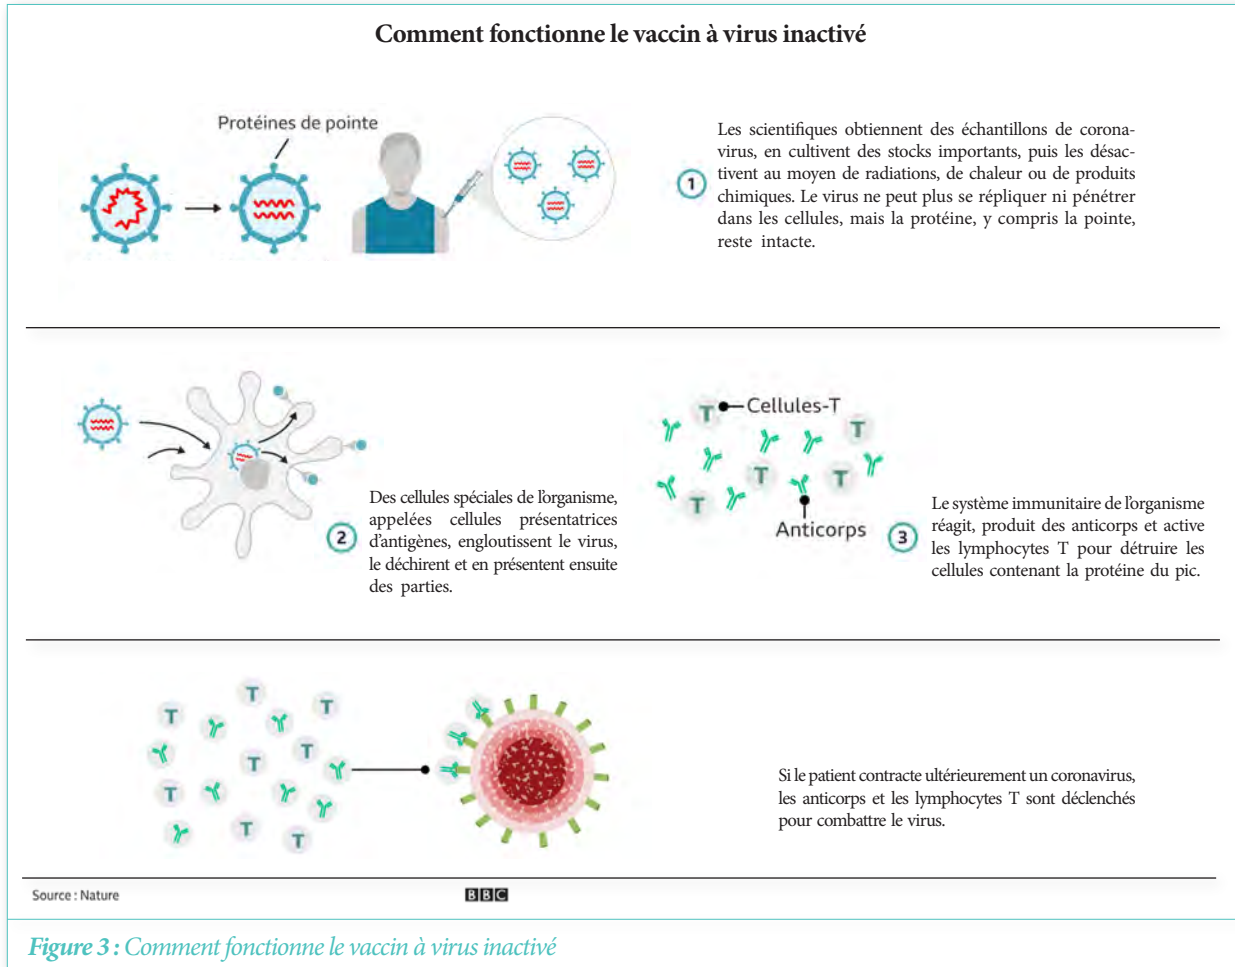 Comment fonctionne le vaccin à virus inactivé
Protéines de pointe
Les scientifiques obtiennent des échantillons de corona-
virus, en cultivent des stocks importants, puis les désac-
tivent au moyen de radiations, de chaleur ou de produits
chimiques. Le virus ne peut plus se répliquer ni pénétrer
dans les cellules, mais la protéine, y compris la pointe,
reste intacte.
1
Des cellules spéciales de l'organisme,
appelées cellules présentatrices
d'antigènes, engloutissent le virus,
le déchirent et en présentent ensuite
des parties.
2
T
Cellules-T
T
T
T
T
Anticorps
3
Le système immunitaire de l'organisme
réagit, produit des anticorps et active
les lymphocytes T pour détruire les
cellules contenant la protéine du pic.
T
T
T
T
T
T
T
T
Si le patient contracte ultérieurement un coronavirus,
les anticorps et les lymphocytes T sont déclenchés
pour combattre le virus.
Source : Nature
BBC
Figure 3 : Comment fonctionne le vaccin à virus inactivé